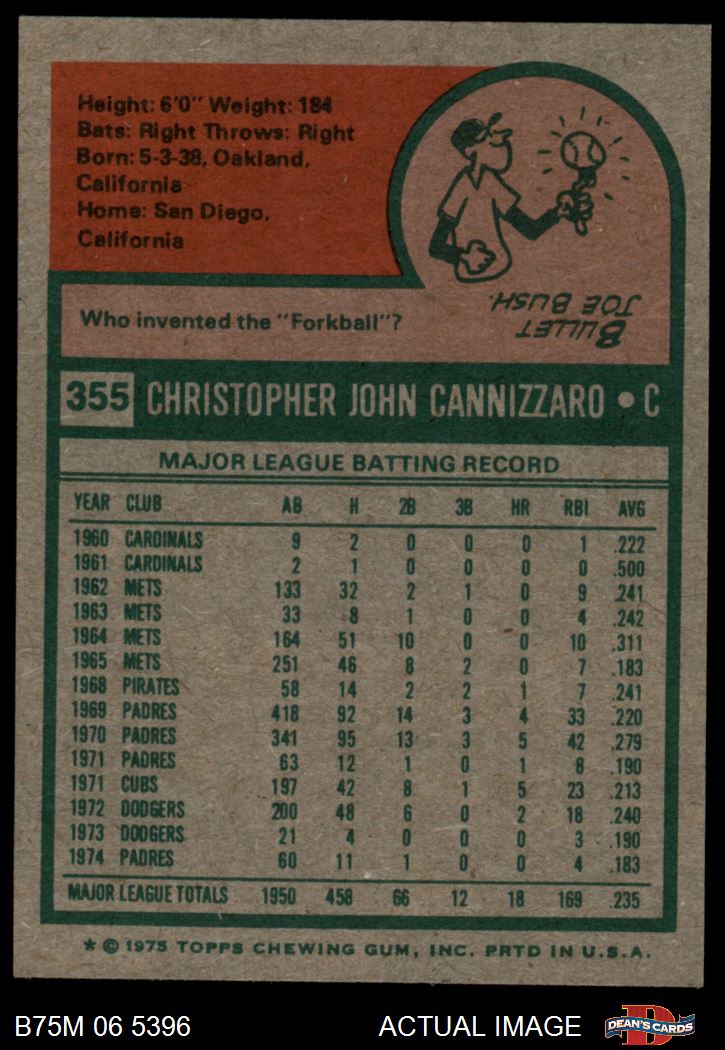 Height: 6'0" Weight: 184
Bats: Right Throws: Right
Born: 5-3-38, Oakland,
California
Home: San Diego,
California
Who invented the "Forkball"?
BULLET
JOE BUSH.
355 CHRISTOPHER JOHN CANNIZZARO • C
MAJOR LEAGUE BATTING RECORD
YEAR CLUB AB H 2B 3B HR RBI AVG
1960 CARDINALS 9 2 0 0 0 1 .222
1961 CARDINALS 2 1 0 0 0 0 .500
1962 METS 133 32 2 1 0 9 .241
1963 METS 33 8 1 0 0 4 .242
1964 METS 164 51 10 0 0 10 .311
1965 METS 251 46 8 2 0 7 .183
1968 PIRATES 58 14 2 2 1 7 .241
1969 PADRES 418 92 14 3 4 33 .220
1970 PADRES 341 95 13 3 5 42 .279
1971 PADRES 63 12 1 0 1 8 .190
1971 CUBS 197 42 8 1 5 23 .213
1972 DODGERS 200 48 6 0 2 18 .240
1973 DODGERS 21 4 0 0 0 3 .190
1974 PADRES 60 11 1 0 0 4 .183
MAJOR LEAGUE TOTALS 1950 458 66 12 18 169 .235
* © 1975 TOPPS CHEWING GUM, INC. PRTD IN U.S.A.
B75M 06 5396 ACTUAL IMAGE DEAN'S CARDS